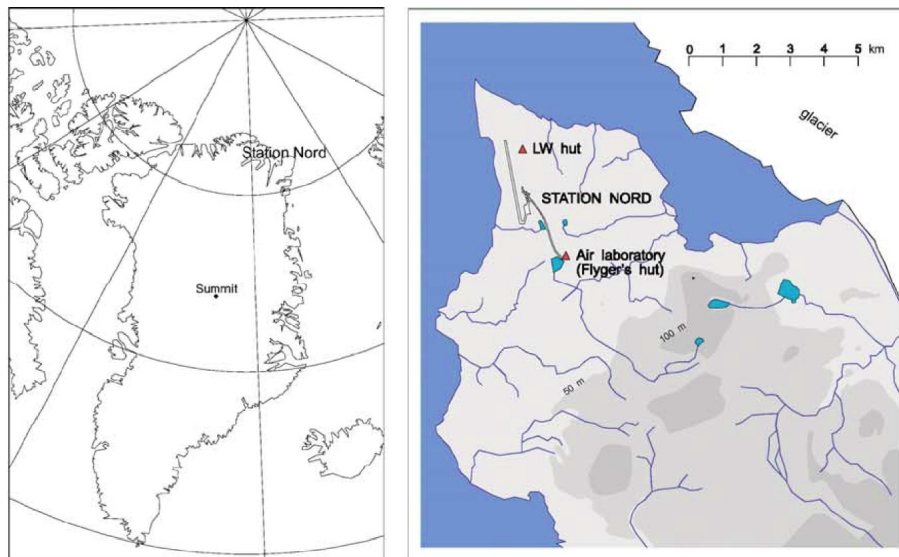 Station Nord
Summit
0 1 2 3 4 5 km
glacier
LW hut
STATION NORD
Air laboratory
(Flyger's hut)
100 m
50 m